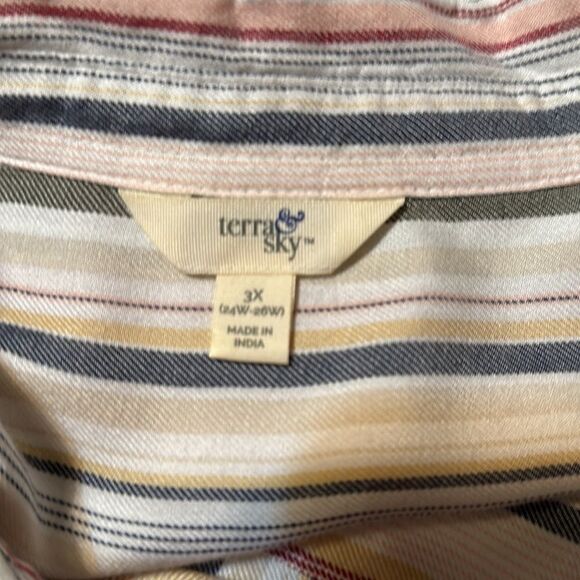 terra &
sky™
3X
(24W-26W)
MADE IN
INDIA